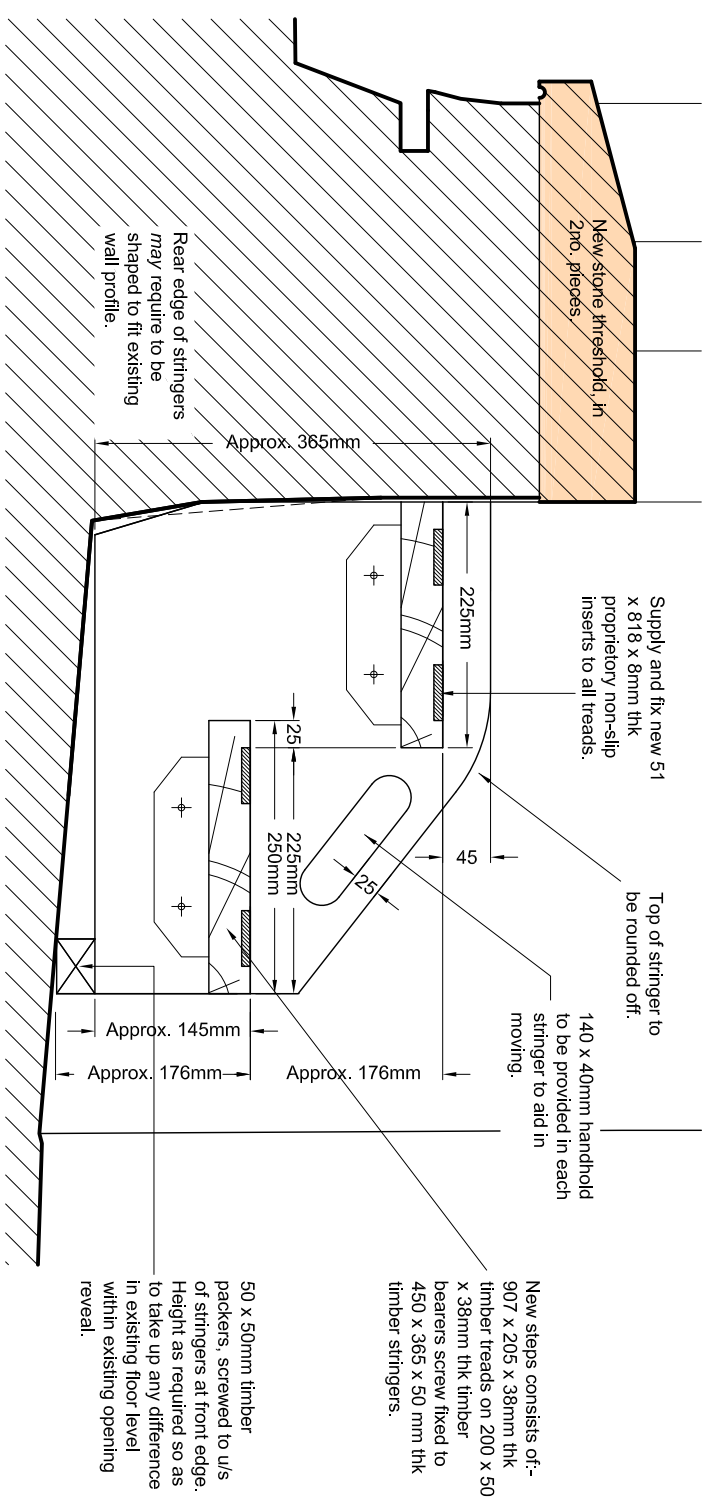 New stone threshold, in
2no. pieces.
Supply and fix new 51
x 818 x 8mm thk
proprietory non-slip
inserts to all treads.
Top of stringer to
be rounded off.
140 x 40mm handhold
to be provided in each
stringer to aid in
moving.
New steps consists of:-
907 x 205 x 38mm thk
timber treads on 200 x 50
x 38mm thk timber
bearers screw fixed to
450 x 365 x 50 mm thk
timber stringers.
Rear edge of stringers
may require to be
shaped to fit existing
wall profile.
Approx. 365mm
225mm
45
25
25
225mm
250mm
Approx. 176mm
Approx. 145mm
Approx. 176mm
50 x 50mm timber
packers, screwed to u/s
of stringers at front edge.
Height as required so as
to take up any difference
in existing floor level
within existing opening
reveal.